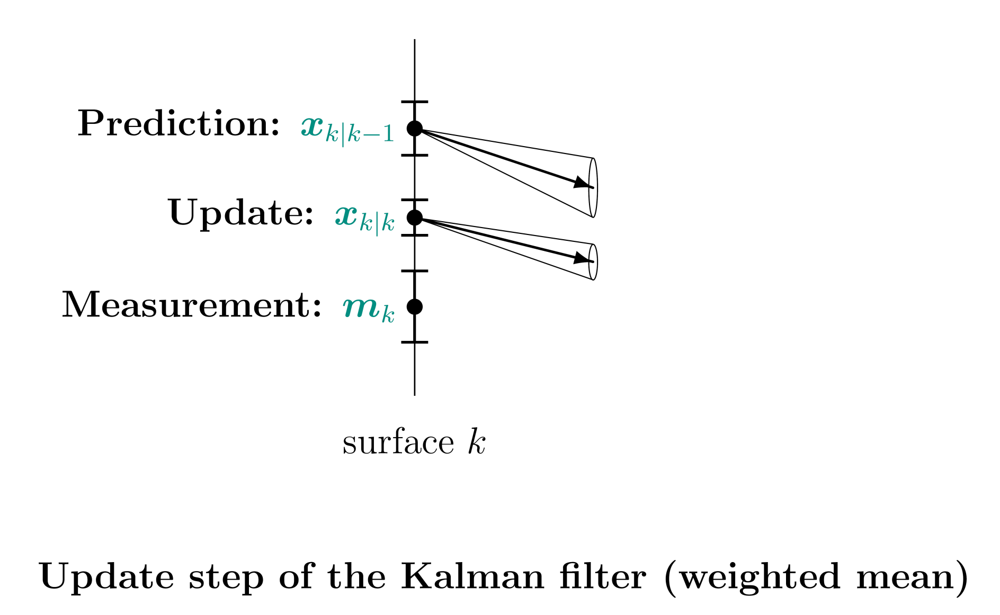 Prediction: x_{k|k−1}
Update: x_{k|k}
Measurement: m_k
surface k
Update step of the Kalman filter (weighted mean)